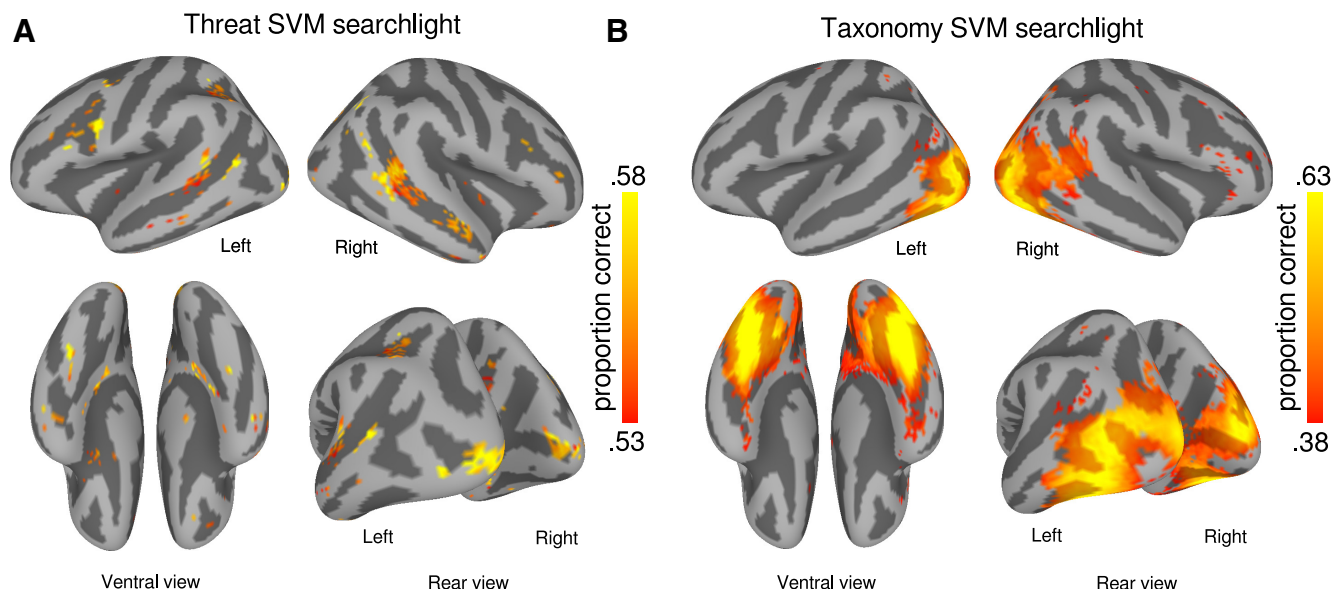 A
Threat SVM searchlight
Left
Right
.58
proportion correct
.53
Left
Right
Ventral view
Rear view
B
Taxonomy SVM searchlight
Left
Right
.63
proportion correct
.38
Left
Right
Ventral view
Rear view